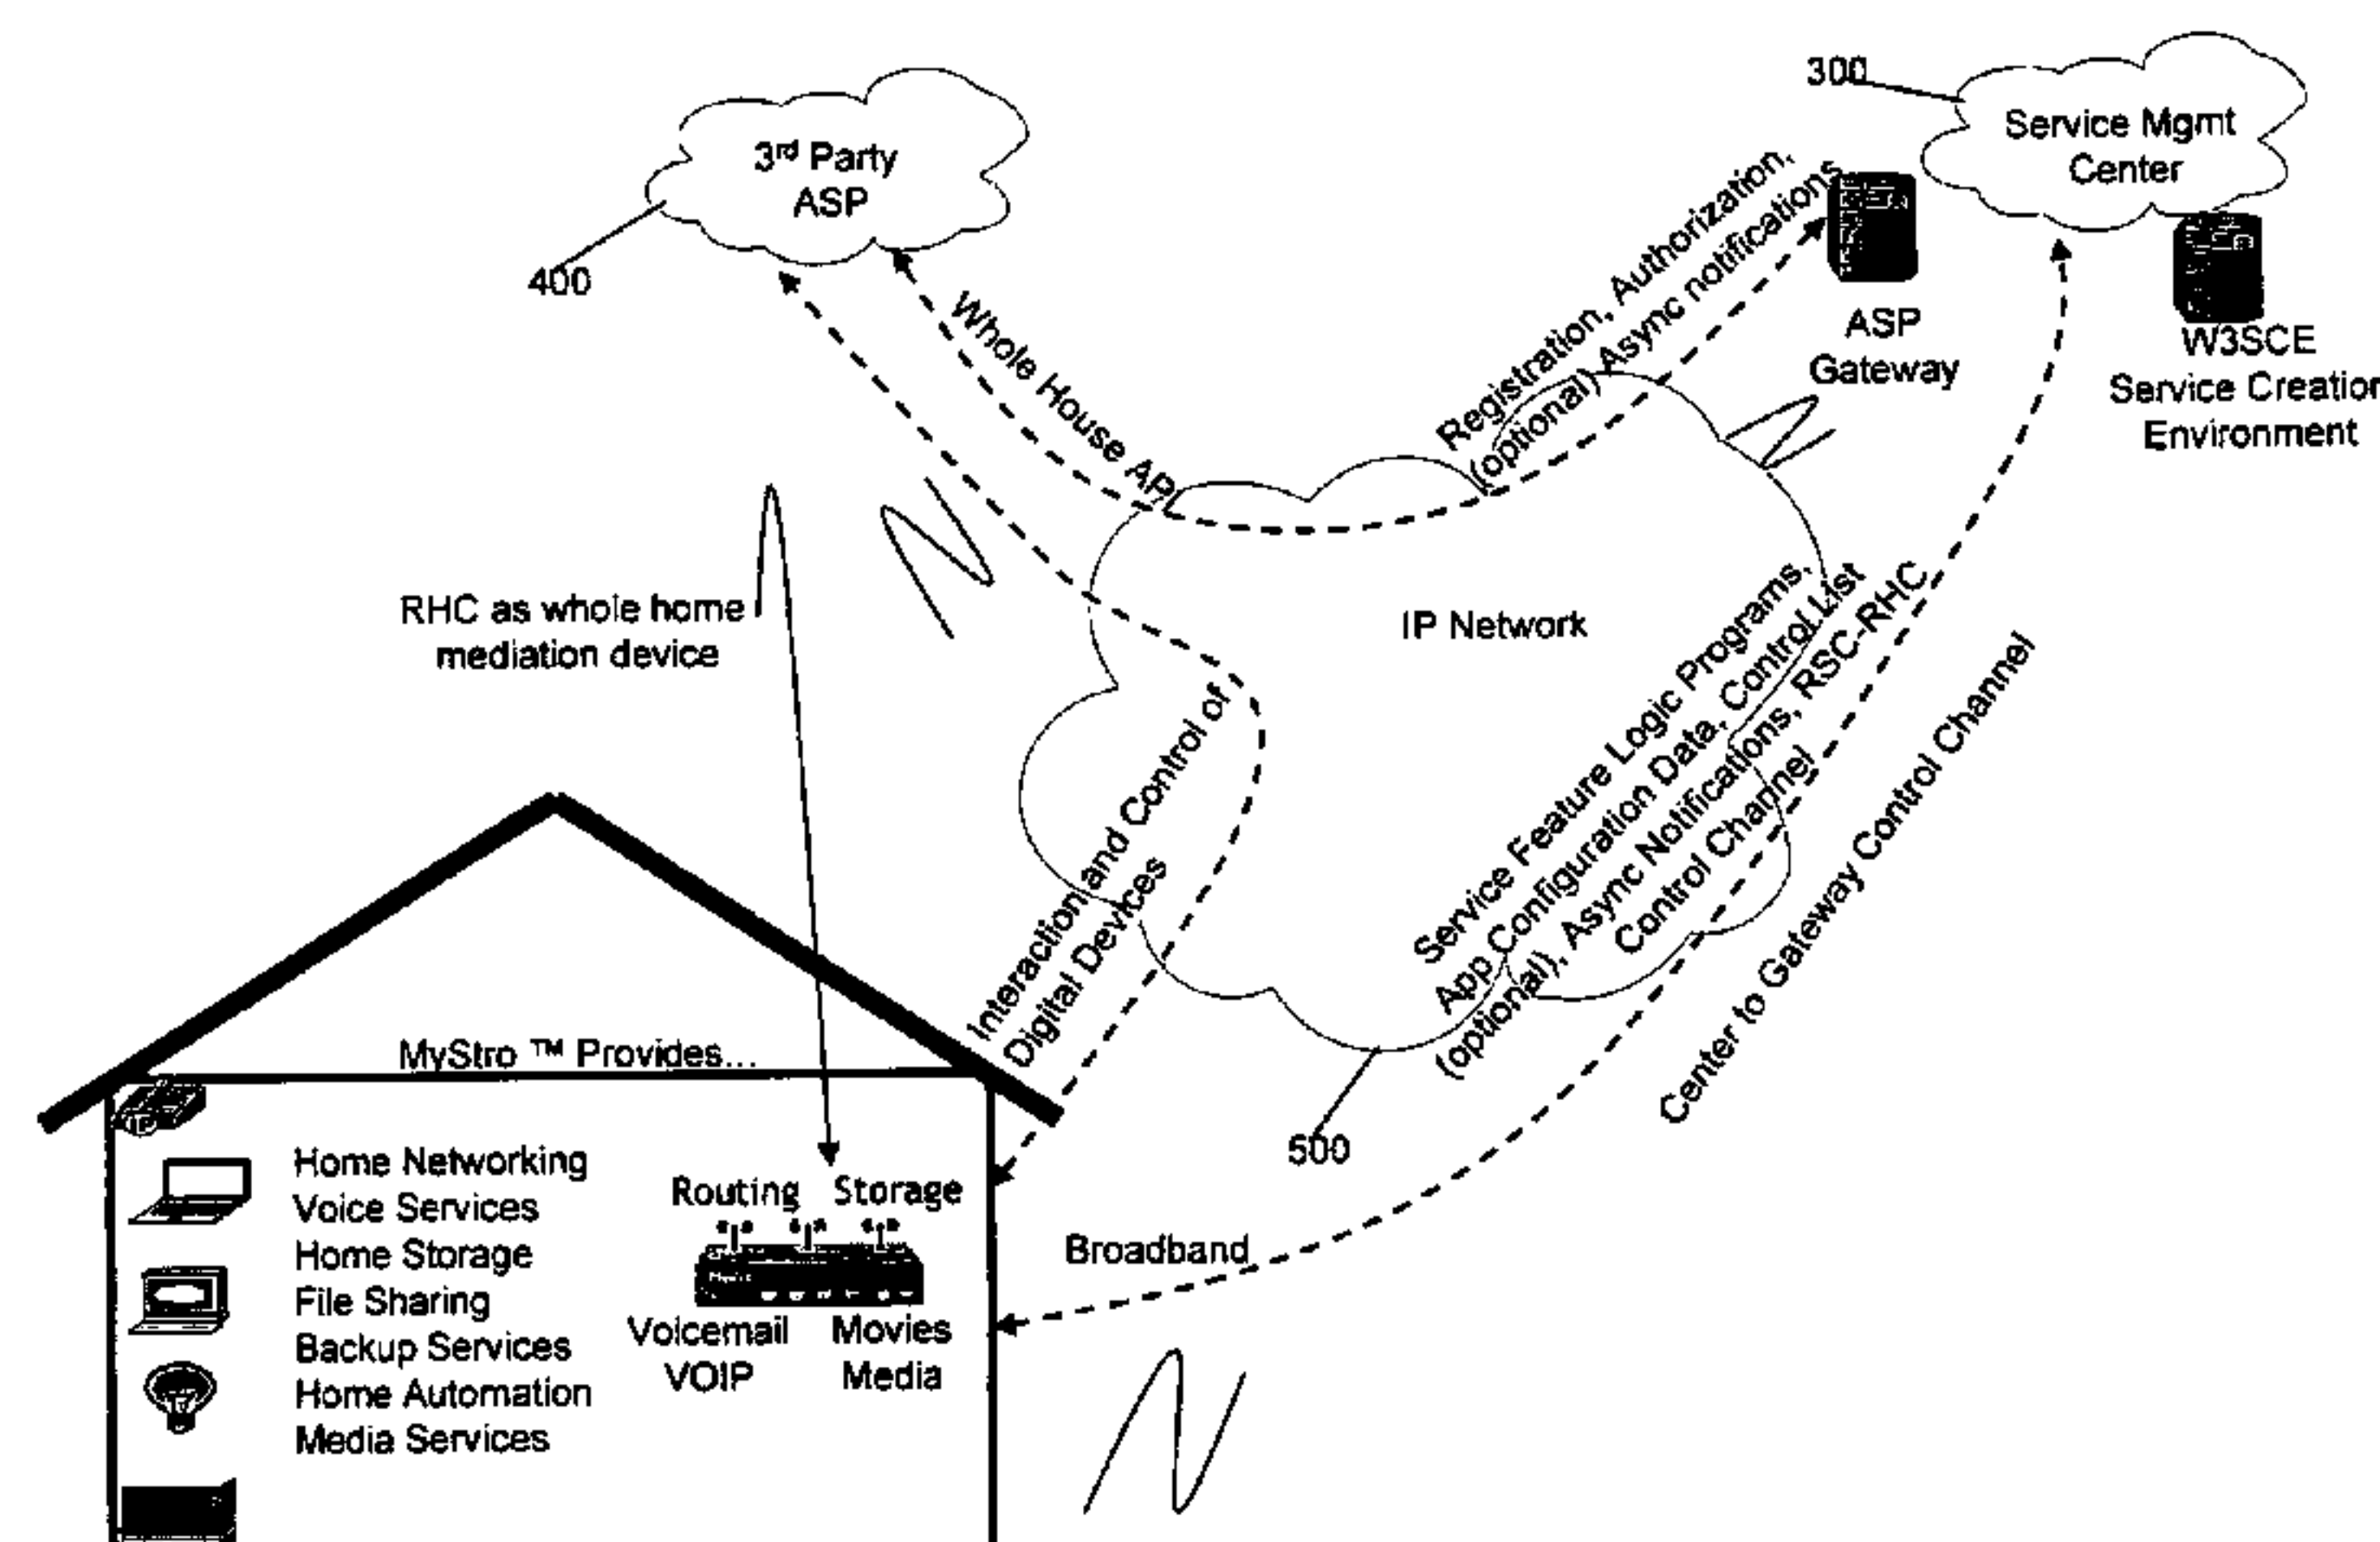 300
Service Mgmt
Center
3rd Party
ASP
400
Whole House API
Registration, Authorization,
(optional) Async notifications
ASP
Gateway
W3SCE
Service Creation
Environment
RHC as whole home
mediation device
IP Network
Interaction and Control of
Digital Devices
Service Feature Logic Programs,
App Configuration Data, Control List
(optional), Async Notifications, RSC-RHC
Control Channel
Center to Gateway Control Channel
500
MyStro ™ Provides...
IP
Home Networking
Voice Services
Home Storage
File Sharing
Backup Services
Home Automation
Media Services
Routing Storage
Voicemail Movies
VOIP Media
Broadband